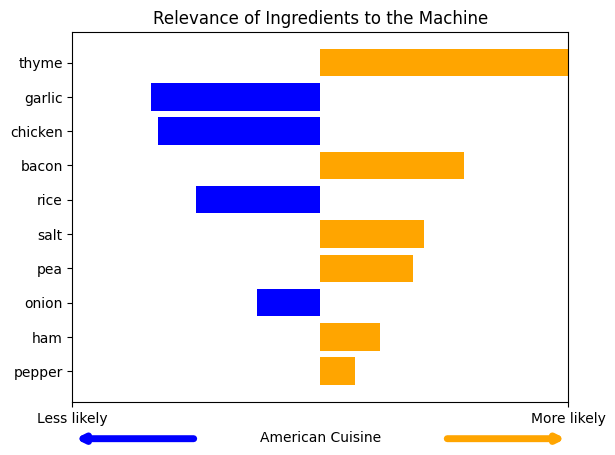 Relevance of Ingredients to the Machine
thyme
garlic
chicken
bacon
rice
salt
pea
onion
ham
pepper
Less likely
More likely
American Cuisine